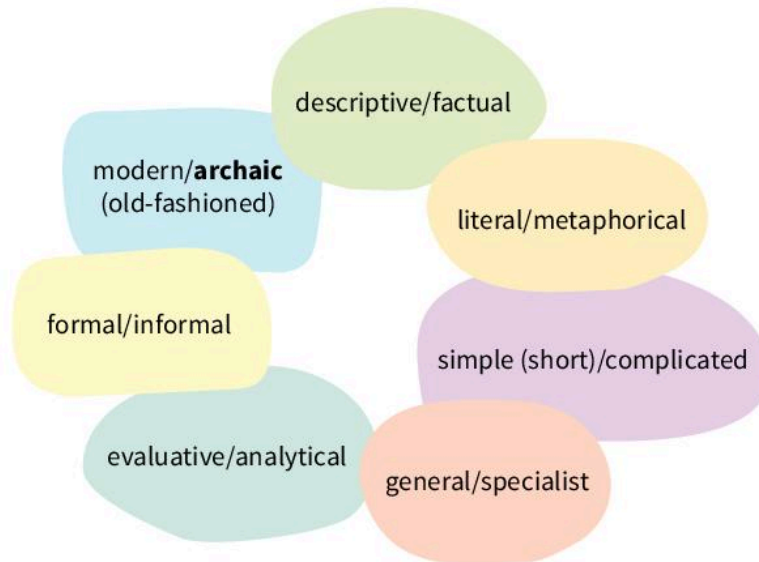 descriptive/factual
modern/archaic
(old-fashioned)
literal/metaphorical
formal/informal
simple (short)/complicated
evaluative/analytical
general/specialist